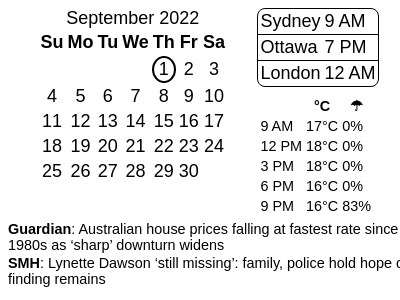 September 2022
Su Mo Tu We Th Fr Sa
1 2 3
4 5 6 7 8 9 10
11 12 13 14 15 16 17
18 19 20 21 22 23 24
25 26 27 28 29 30
Sydney 9 AM
Ottawa 7 PM
London 12 AM
°C ☂
9 AM 17°C 0%
12 PM 18°C 0%
3 PM 18°C 0%
6 PM 16°C 0%
9 PM 16°C 83%
Guardian: Australian house prices falling at fastest rate since
1980s as ‘sharp’ downturn widens
SMH: Lynette Dawson ‘still missing’: family, police hold hope
finding remains